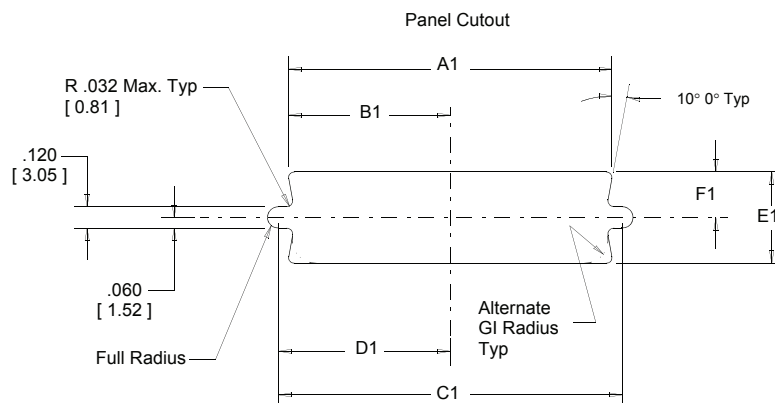 Panel Cutout
A1
R .032 Max. Typ
[ 0.81 ]
10° 0° Typ
B1
.120
[ 3.05 ]
F1
E1
.060
[ 1.52 ]
Alternate
GI Radius
Typ
Full Radius
D1
C1